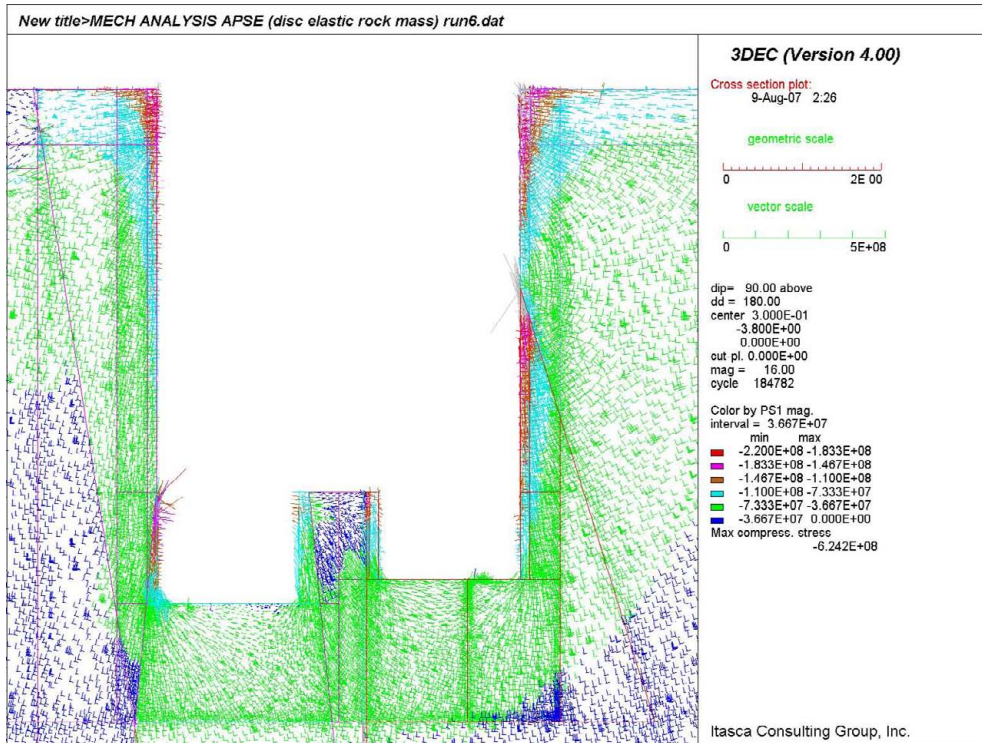 New title>MECH ANALYSIS APSE (disc elastic rock mass) run6.dat
3DEC (Version 4.00)
Cross section plot:
9-Aug-07 2:26
geometric scale
0 2E 00
vector scale
0 5E+08
dip= 90.00 above
dd = 180.00
center 3.000E-01
-3.800E+00
0.000E+00
cut pl. 0.000E+00
mag = 16.00
cycle 184782
Color by PS1 mag.
interval = 3.667E+07
min max
-2.200E+08 -1.833E+08
-1.833E+08 -1.467E+08
-1.467E+08 -1.100E+08
-1.100E+08 -7.333E+07
-7.333E+07 -3.667E+07
-3.667E+07 0.000E+00
Max compress. stress
-6.242E+08
Itasca Consulting Group, Inc.